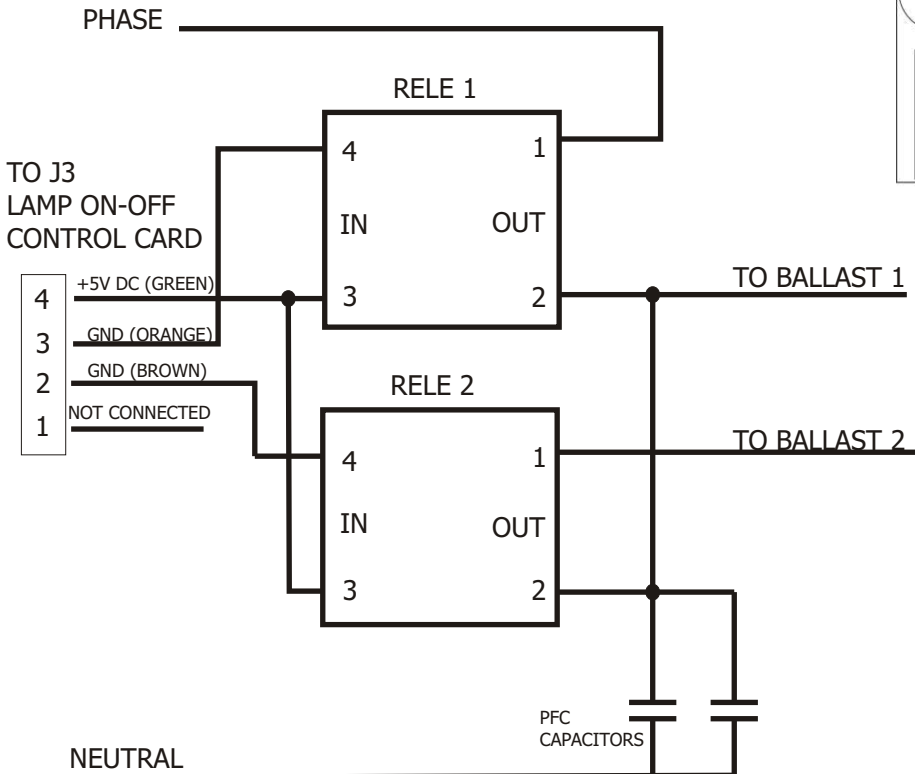 PHASE
RELE 1
4
1
TO J3
LAMP ON-OFF
CONTROL CARD
IN
OUT
4
+5V DC (GREEN)
3
2
TO BALLAST 1
3
GND (ORANGE)
2
GND (BROWN)
1
NOT CONNECTED
RELE 2
4
1
TO BALLAST 2
IN
OUT
3
2
PFC
CAPACITORS
NEUTRAL